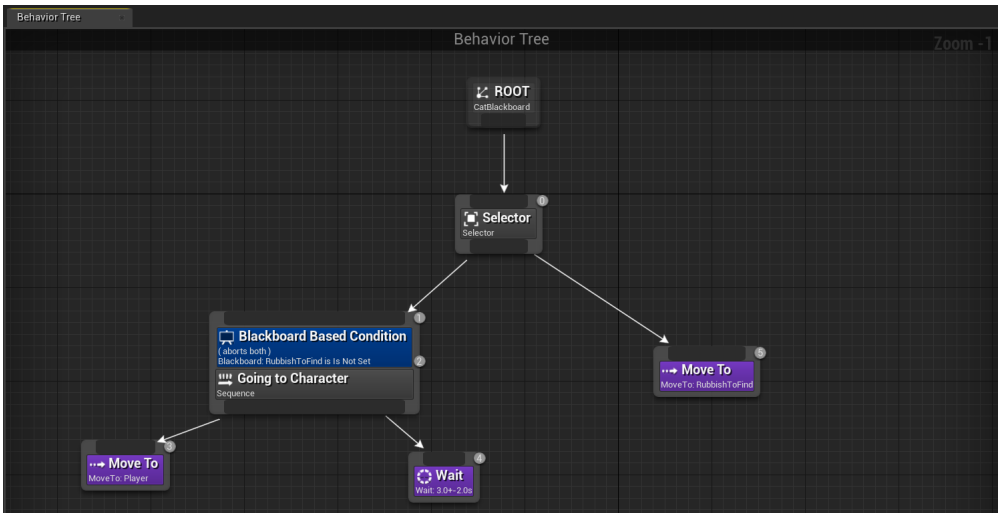 Behavior Tree
Behavior Tree
Zoom -1
ROOT
CatBlackboard
0
Selector
Selector
1
Blackboard Based Condition
( aborts both )
Blackboard: RubbishToFind is Is Not Set
2
Going to Character
Sequence
5
Move To
MoveTo: RubbishToFind
3
Move To
MoveTo: Player
4
Wait
Wait: 3.0+-2.0s